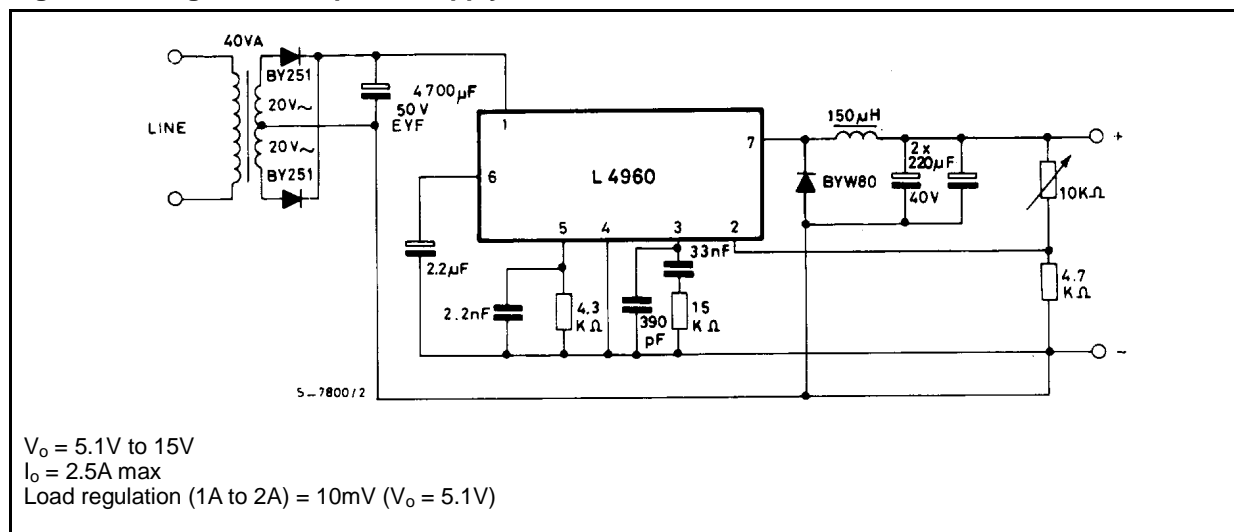 40VA
BY251
20V~
LINE
20V~
BY251
4700µF
50V
EYF
1
7
6
L4960
5
4
3
2
150µH
2x
220µF
40V
BYW80
10KΩ
+
2.2µF
2.2nF
4.3
KΩ
390
pF
33nF
15
KΩ
4.7
KΩ
-
S-7800/2
Vₒ = 5.1V to 15V
Iₒ = 2.5A max
Load regulation (1A to 2A) = 10mV (Vₒ = 5.1V)